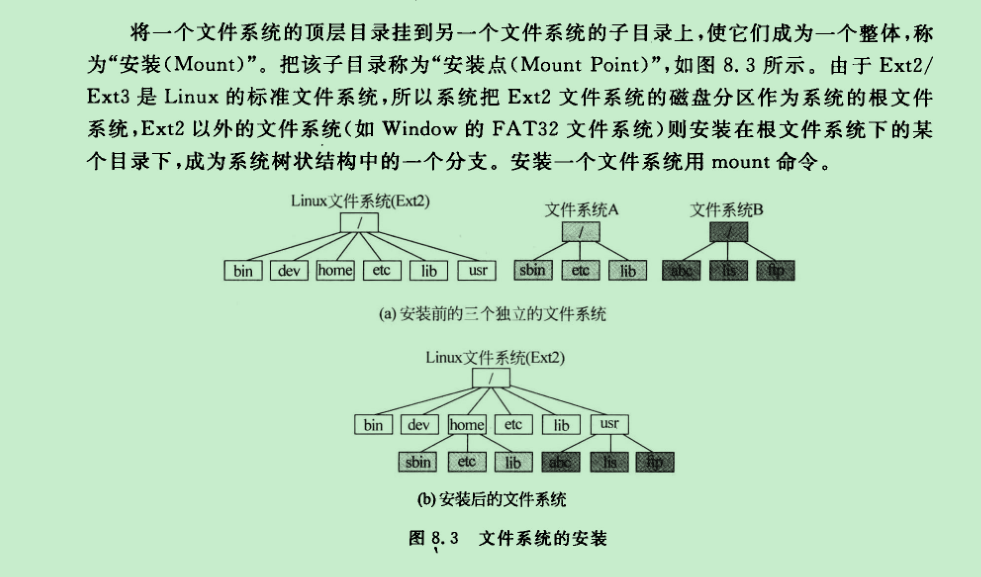 将一个文件系统的顶层目录挂到另一个文件系统的子目录上,使它们成为一个整体,称
为“安装(Mount)”。把该子目录称为“安装点(Mount Point)”,如图 8.3 所示。由于 Ext2/
Ext3 是 Linux 的标准文件系统,所以系统把 Ext2 文件系统的磁盘分区作为系统的根文件
系统,Ext2 以外的文件系统(如 Window 的 FAT32 文件系统)则安装在根文件系统下的某
个目录下,成为系统树状结构中的一个分支。安装一个文件系统用 mount 命令。
Linux文件系统(Ext2) 文件系统A 文件系统B
/ / /
bin dev home etc lib usr sbin etc lib abc lis ftp
(a) 安装前的三个独立的文件系统
Linux文件系统(Ext2)
/
bin dev home etc lib usr
sbin etc lib abc lis ftp
(b) 安装后的文件系统
图 8.3 文件系统的安装